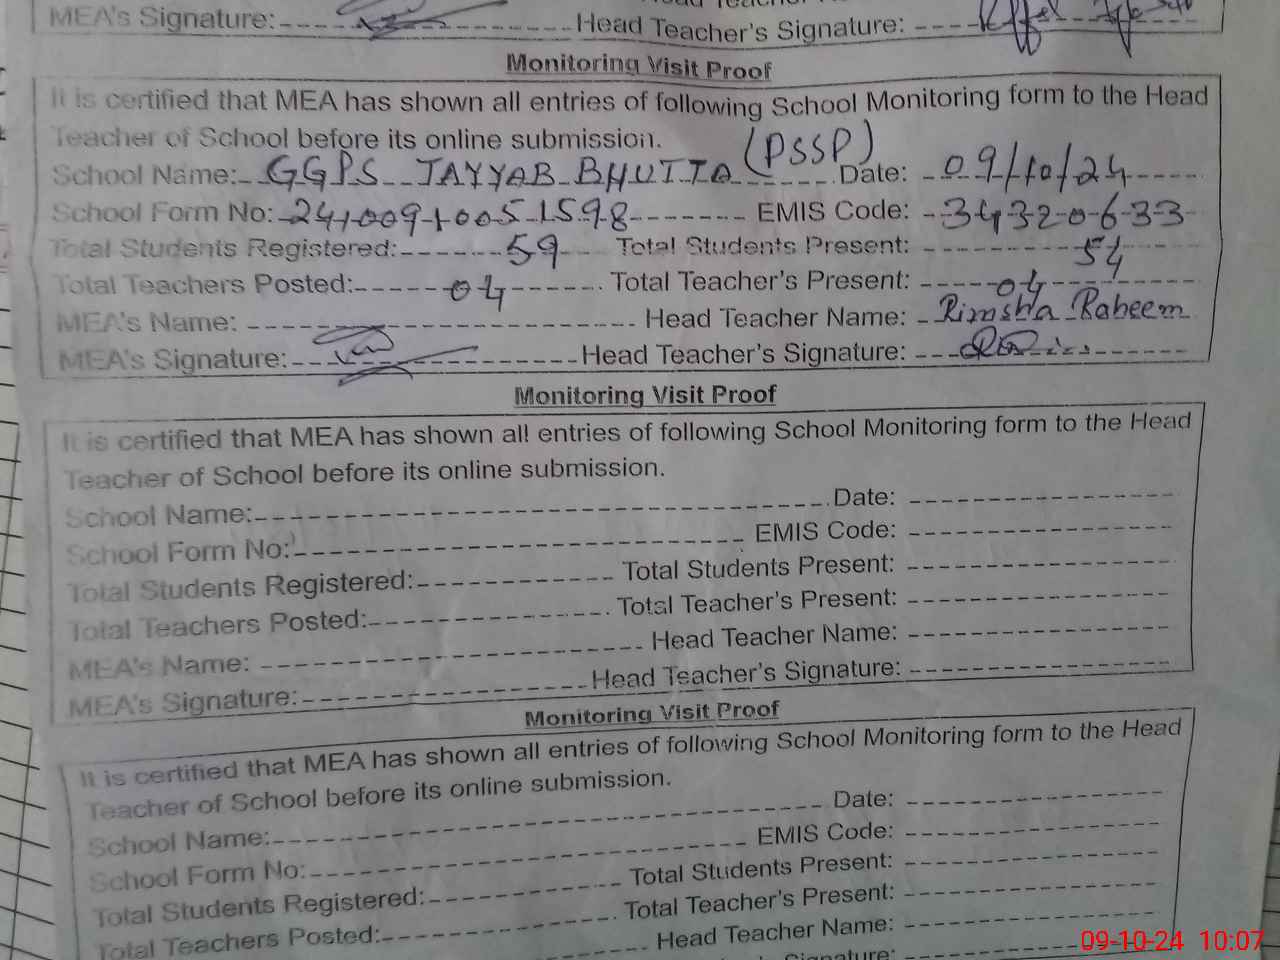 MEA's Signature: Head Teacher's Signature:
Monitoring Visit Proof
It is certified that MEA has shown all entries of following School Monitoring form to the Head
Teacher of School before its online submission.
School Name: GGPS TAYYAB BHUTTA (PSSP) Date: 09/10/24
School Form No: 24100910051598 EMIS Code: 34320633
Total Students Registered: 59 Total Students Present: 54
Total Teachers Posted: 04 Total Teacher's Present: 04
MEA's Name: Head Teacher Name: Rimsha Raheem
MEA's Signature: Head Teacher's Signature:
Monitoring Visit Proof
It is certified that MEA has shown all entries of following School Monitoring form to the Head
Teacher of School before its online submission.
School Name: Date:
School Form No: EMIS Code:
Total Students Registered: Total Students Present:
Total Teachers Posted: Total Teacher's Present:
MEA's Name: Head Teacher Name:
MEA's Signature: Head Teacher's Signature:
Monitoring Visit Proof
It is certified that MEA has shown all entries of following School Monitoring form to the Head
Teacher of School before its online submission.
School Name: Date:
School Form No: EMIS Code:
Total Students Registered: Total Students Present:
Total Teachers Posted: Total Teacher's Present:
Head Teacher Name:
Signature:
09-10-24 10:07